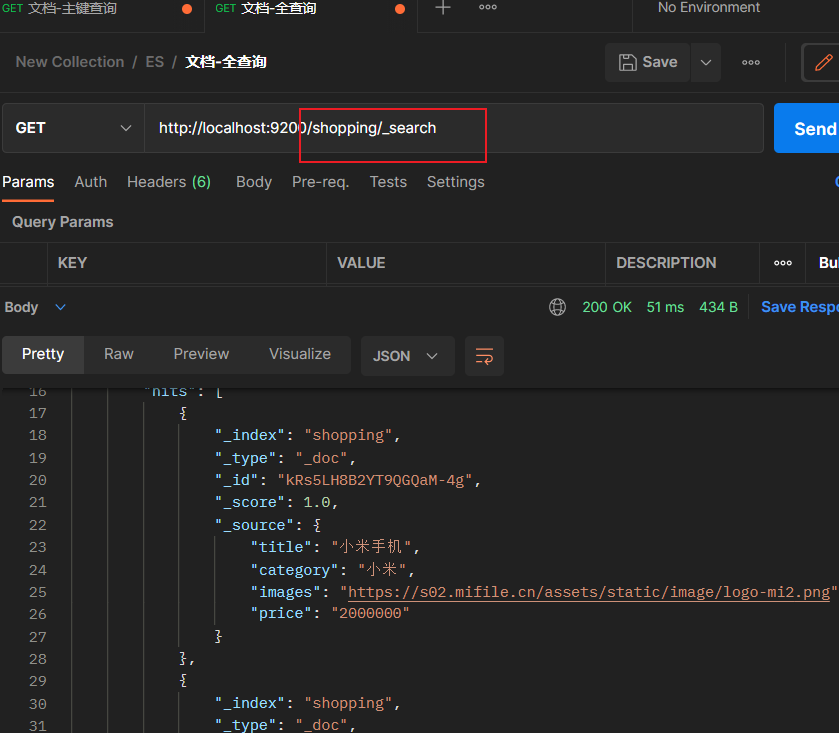 GET 文档-主键查询 GET 文档-全查询 No Environment
New Collection / ES / 文档-全查询 Save
GET http://localhost:9200/shopping/_search Send
Params Auth Headers (6) Body Pre-req. Tests Settings
Query Params
KEY VALUE DESCRIPTION Bu
Body 200 OK 51 ms 434 B Save Respo
Pretty Raw Preview Visualize JSON
16 "hits": [
17 {
18 "_index": "shopping",
19 "_type": "_doc",
20 "_id": "kRs5LH8B2YT9QGQaM-4g",
21 "_score": 1.0,
22 "_source": {
23 "title": "小米手机",
24 "category": "小米",
25 "images": "https://s02.mifile.cn/assets/static/image/logo-mi2.png"
26 "price": "2000000"
27 }
28 },
29 {
30 "_index": "shopping",
31 "_type": "_doc",